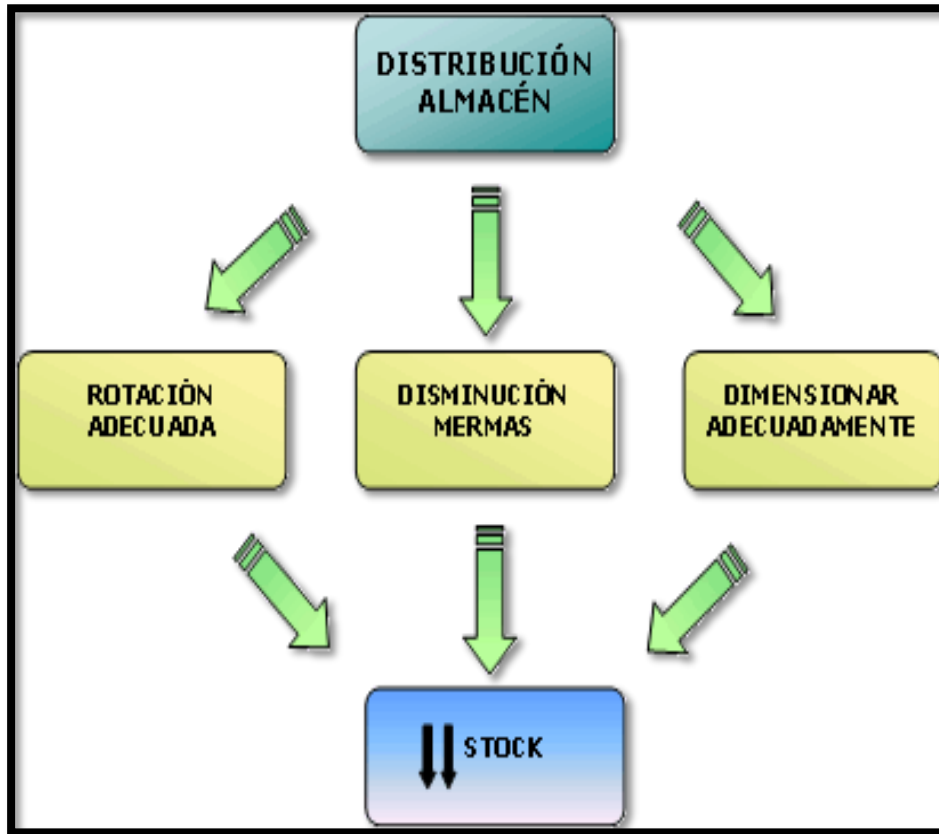 DISTRIBUCIÓN
ALMACÉN
ROTACIÓN
ADECUADA
DISMINUCIÓN
MERMAS
DIMENSIONAR
ADECUADAMENTE
STOCK